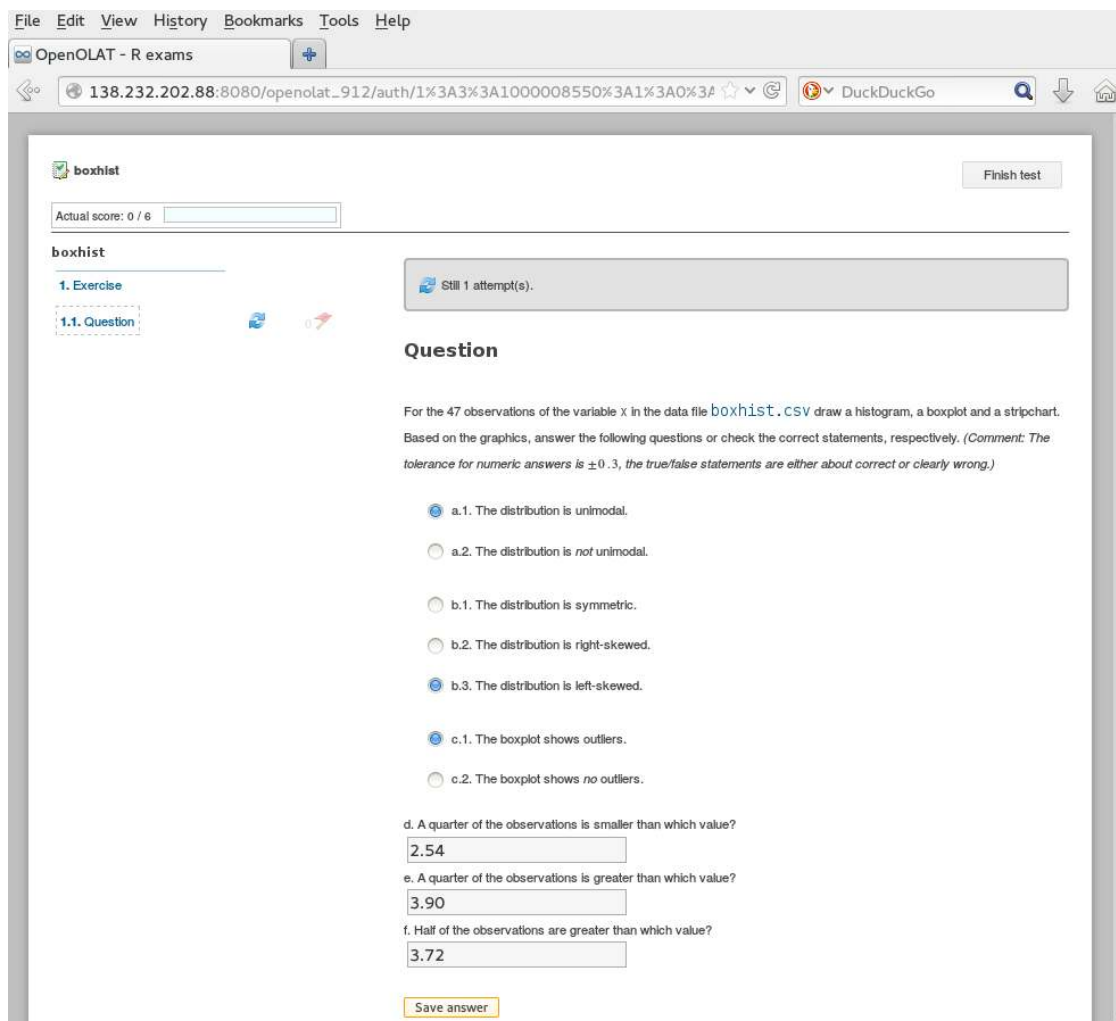 File Edit View History Bookmarks Tools Help
OpenOLAT - R exams
138.232.202.88:8080/openolat_912/auth/1%3A3%3A1000008550%3A1%3A0%3A DuckDuckGo
boxhist Finish test
Actual score: 0 / 6
boxhist
Still 1 attempt(s).
1. Exercise
1.1. Question 0
Question
For the 47 observations of the variable X in the data file boxhist.csv draw a histogram, a boxplot and a stripchart.
Based on the graphics, answer the following questions or check the correct statements, respectively. (Comment: The
tolerance for numeric answers is ±0.3, the true/false statements are either about correct or clearly wrong.)
a.1. The distribution is unimodal.
a.2. The distribution is not unimodal.
b.1. The distribution is symmetric.
b.2. The distribution is right-skewed.
b.3. The distribution is left-skewed.
c.1. The boxplot shows outliers.
c.2. The boxplot shows no outliers.
d. A quarter of the observations is smaller than which value?
2.54
e. A quarter of the observations is greater than which value?
3.90
f. Half of the observations are greater than which value?
3.72
Save answer